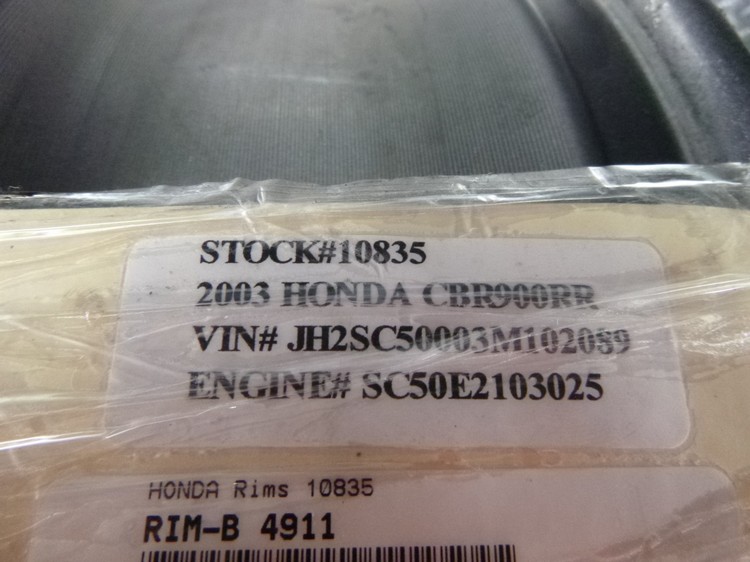 STOCK#10835
2003 HONDA CBR900RR
VIN# JH2SC50003M102089
ENGINE# SC50E2103025
HONDA Rims 10835
RIM-B 4911